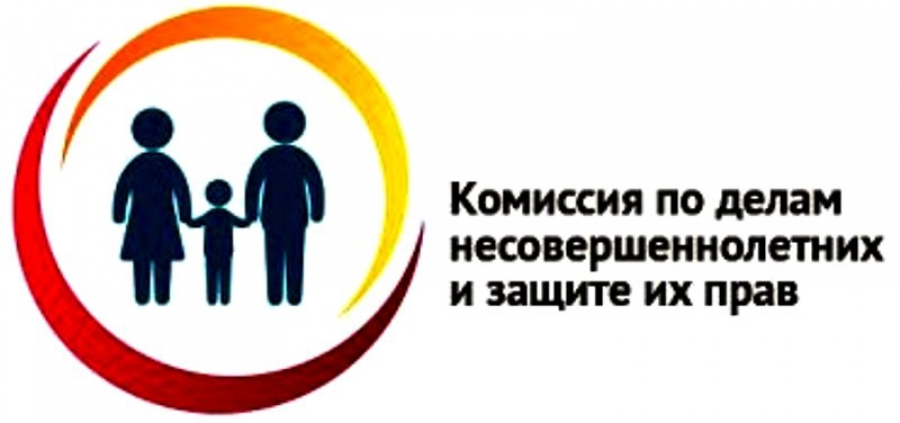 Комиссия по делам
несовершеннолетних
и защите их прав